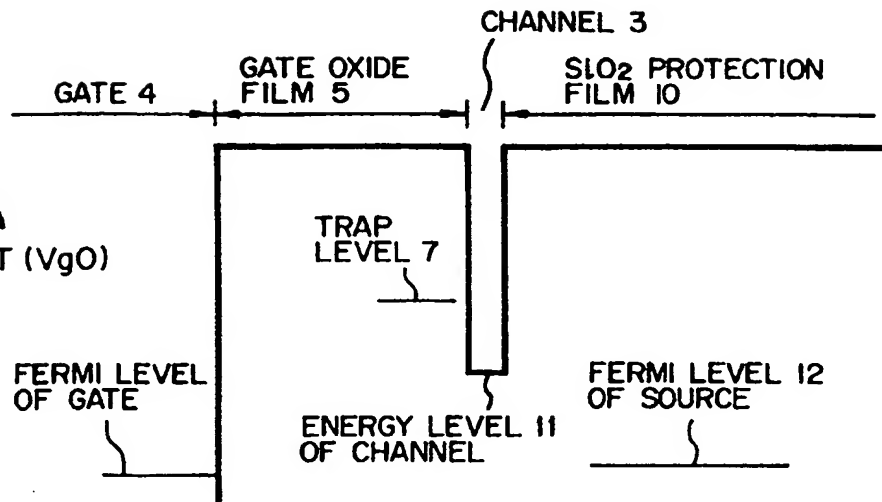 CHANNEL 3
GATE 4
GATE OXIDE
FILM 5
SiO2 PROTECTION
FILM 10
TRAP
LEVEL 7
(VgO)
FERMI LEVEL
OF GATE
ENERGY LEVEL 11
OF CHANNEL
FERMI LEVEL 12
OF SOURCE